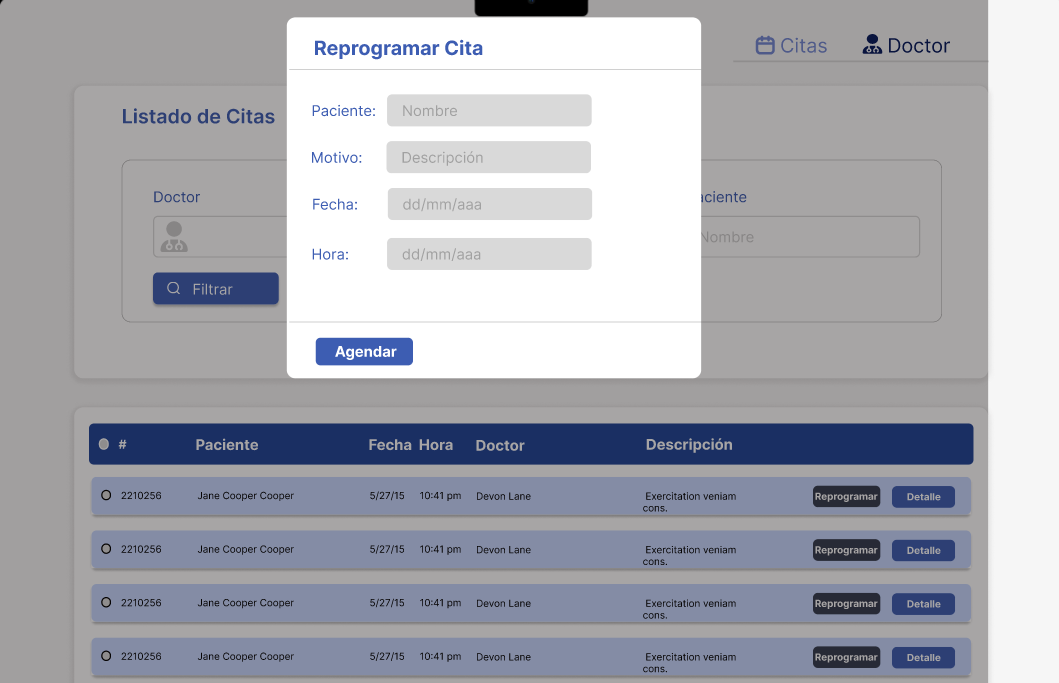 Reprogramar Cita
Citas
Doctor
Paciente: Nombre
Listado de Citas
Motivo: Descripción
Doctor
Fecha: dd/mm/aaa
aciente
Nombre
Hora: dd/mm/aaa
Filtrar
Agendar
# Paciente Fecha Hora Doctor Descripción
2210256 Jane Cooper Cooper 5/27/15 10:41 pm Devon Lane Exercitation veniam Reprogramar Detalle
cons.
2210256 Jane Cooper Cooper 5/27/15 10:41 pm Devon Lane Exercitation veniam Reprogramar Detalle
cons.
2210256 Jane Cooper Cooper 5/27/15 10:41 pm Devon Lane Exercitation veniam Reprogramar Detalle
cons.
2210256 Jane Cooper Cooper 5/27/15 10:41 pm Devon Lane Exercitation veniam Reprogramar Detalle
cons.